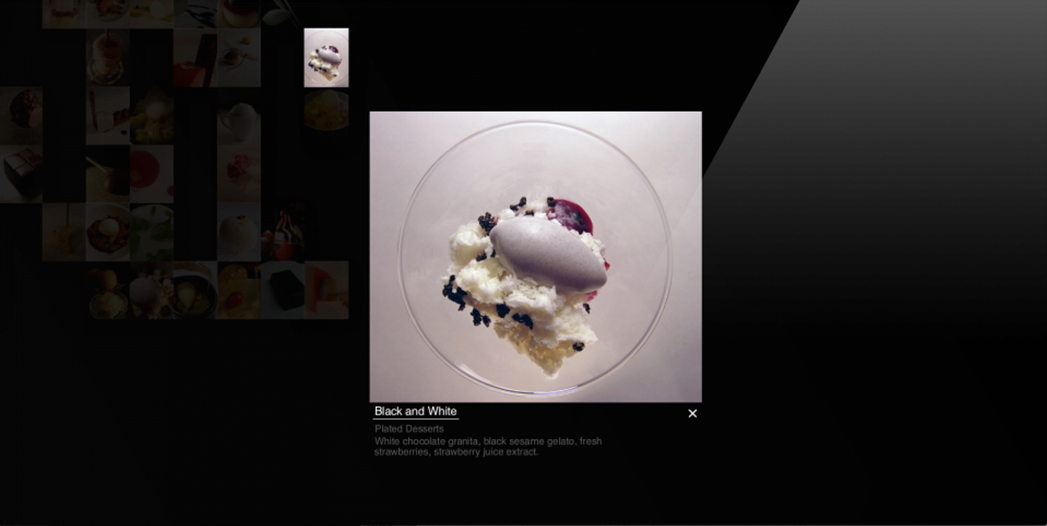 Black and White
Plated Desserts
White chocolate granita, black sesame gelato, fresh
strawberries, strawberry juice extract.